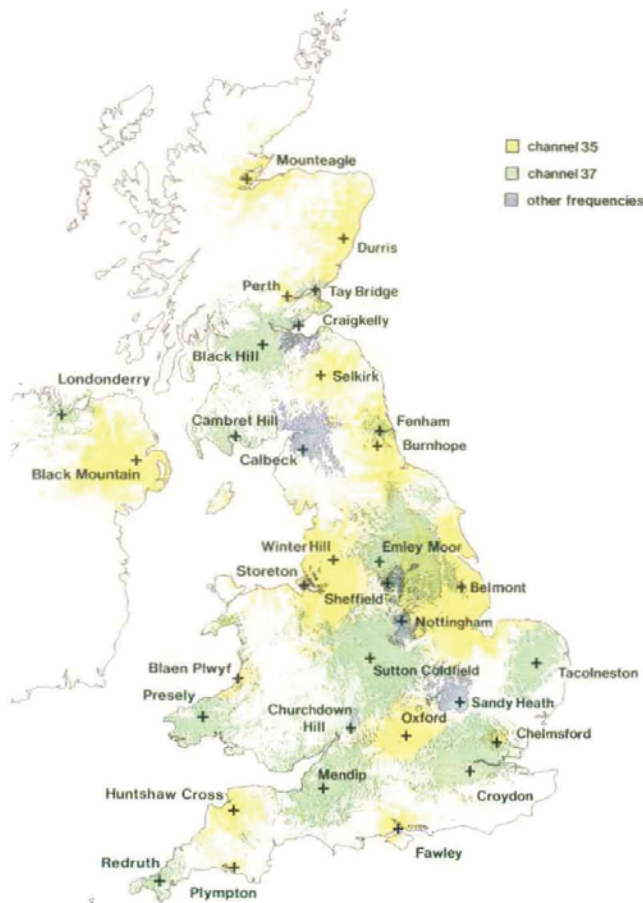 channel 35
channel 37
other frequencies
Mounteagle
Durris
Perth
Tay Bridge
Craigkelly
Black Hill
Selkirk
Londonderry
Cambret Hill
Fenham
Burnhope
Calbeck
Black Mountain
Winter Hill
Emley Moor
Storeton
Sheffield
Belmont
Nottingham
Blaen Plwyf
Sutton Coldfield
Tacolneston
Presely
Churchdown
Hill
Oxford
Sandy Heath
Chelmsford
Mendip
Croydon
Huntshaw Cross
Fawley
Redruth
Plympton